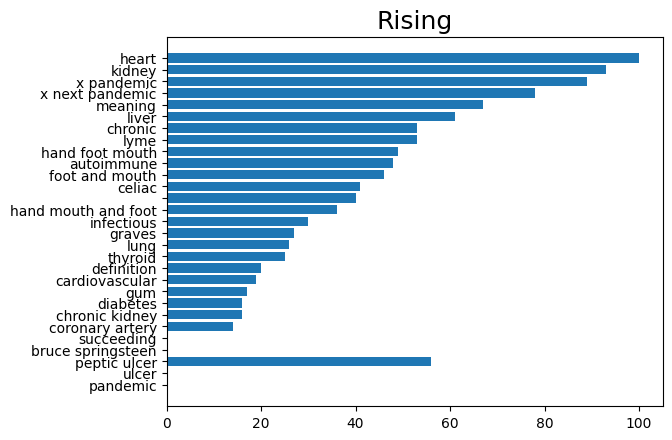 Rising
heart
kidney
x pandemic
x next pandemic
meaning
liver
chronic
lyme
hand foot mouth
autoimmune
foot and mouth
celiac
hand mouth and foot
infectious
graves
lung
thyroid
definition
cardiovascular
gum
diabetes
chronic kidney
coronary artery
succeeding
bruce springsteen
peptic ulcer
ulcer
pandemic
0 20 40 60 80 100